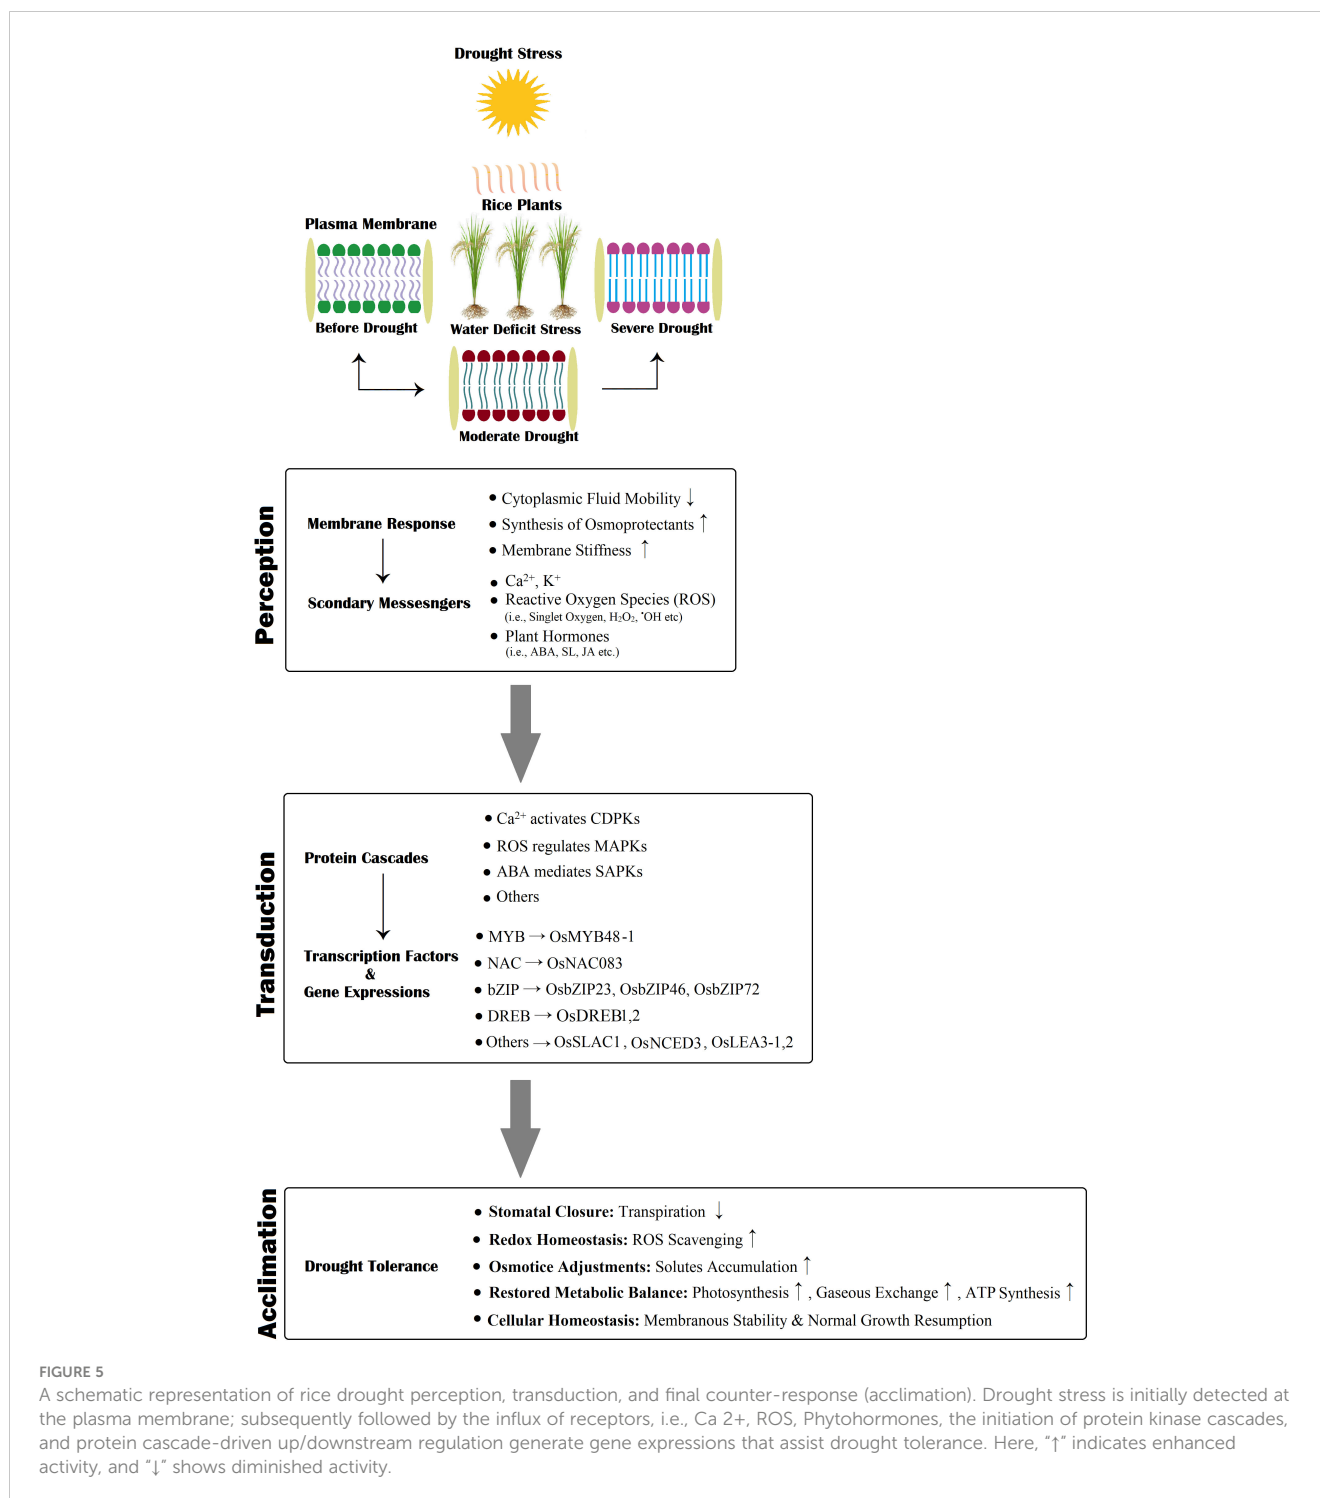 Drought Stress
Rice Plants
Plasma Membrane
Before Drought
Water Deficit Stress
Severe Drought
Moderate Drought
Perception
Membrane Response
• Cytoplasmic Fluid Mobility ↓
• Synthesis of Osmoprotectants ↑
• Membrane Stiffness ↑
Scondary Messesngers
• Ca²⁺, K⁺
• Reactive Oxygen Species (ROS)
(i.e., Singlet Oxygen, H₂O₂, •OH etc)
• Plant Hormones
(i.e., ABA, SL, JA etc.)
Transduction
Protein Cascades
• Ca²⁺ activates CDPKs
• ROS regulates MAPKs
• ABA mediates SAPKs
• Others
Transcription Factors
&
Gene Expressions
• MYB → OsMYB48-1
• NAC → OsNAC083
• bZIP → OsbZIP23, OsbZIP46, OsbZIP72
• DREB → OsDREB1,2
• Others → OsSLAC1, OsNCED3, OsLEA3-1,2
Acclimation
Drought Tolerance
• Stomatal Closure: Transpiration ↓
• Redox Homeostasis: ROS Scavenging ↑
• Osmotice Adjustments: Solutes Accumulation ↑
• Restored Metabolic Balance: Photosynthesis ↑, Gaseous Exchange ↑, ATP Synthesis ↑
• Cellular Homeostasis: Membranous Stability & Normal Growth Resumption
FIGURE 5
A schematic representation of rice drought perception, transduction, and final counter-response (acclimation). Drought stress is initially detected at
the plasma membrane; subsequently followed by the influx of receptors, i.e., Ca 2+, ROS, Phytohormones, the initiation of protein kinase cascades,
and protein cascade-driven up/downstream regulation generate gene expressions that assist drought tolerance. Here, "↑" indicates enhanced
activity, and "↓" shows diminished activity.